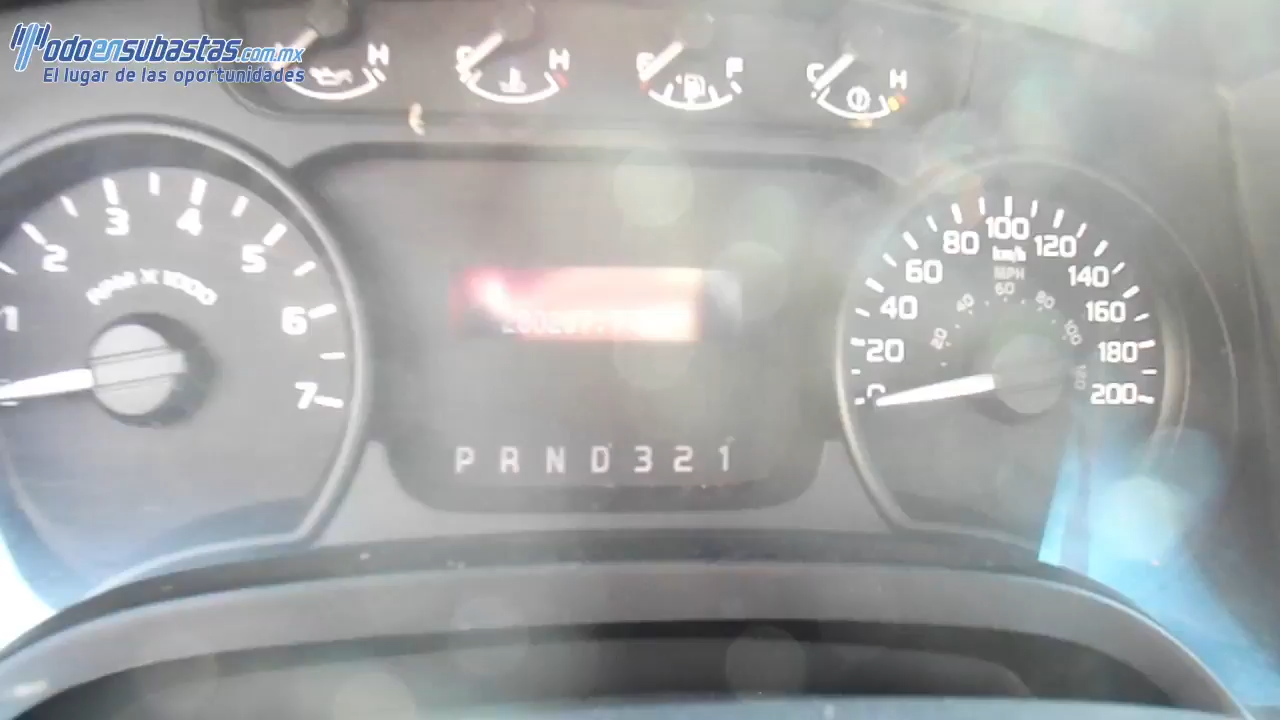 TodoenSubastas.com.mx
El lugar de las oportunidades
H
C H
E F
C H
1 2 3 4 5 6 7
RPM X 1000
0 20 40 60 80 100 120 140 160 180 200
km/h
MPH
20 40 60 80 100 120
P R N D 3 2 1